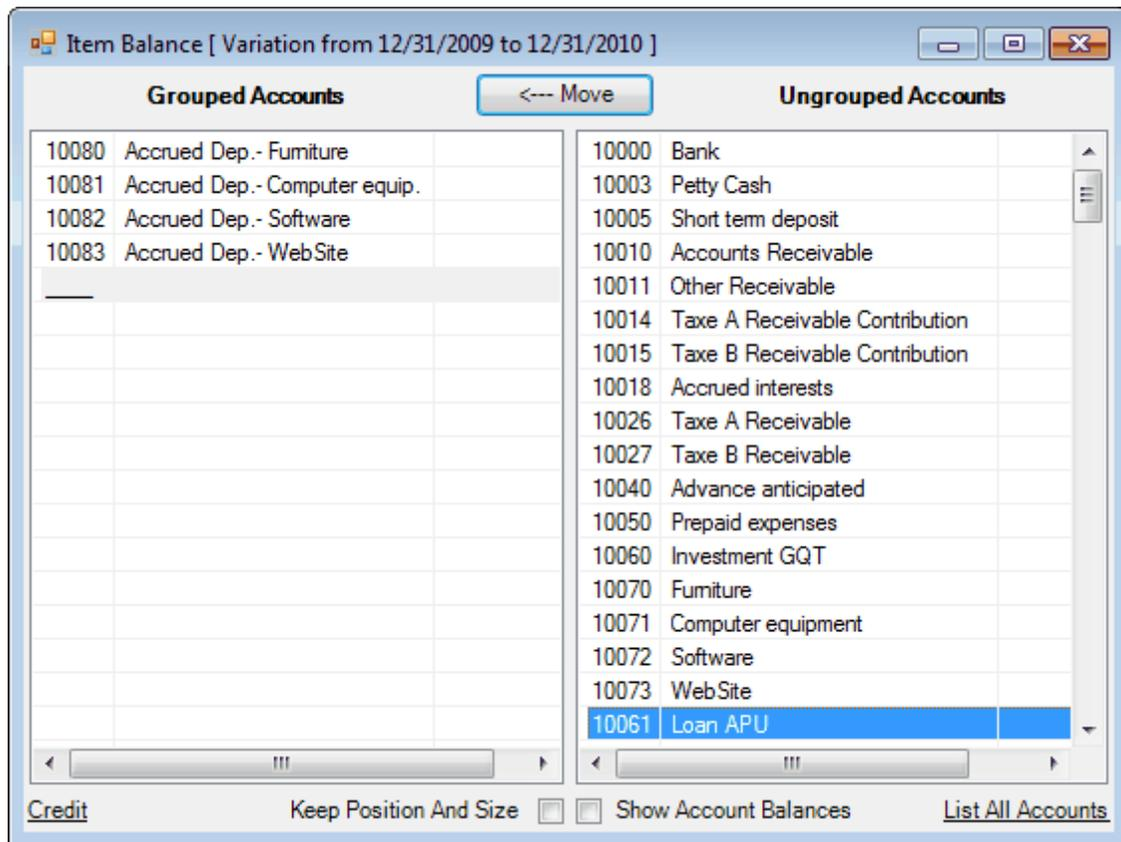 Item Balance [ Variation from 12/31/2009 to 12/31/2010 ]
Grouped Accounts <--- Move Ungrouped Accounts
10080 Accrued Dep.- Furniture
10081 Accrued Dep.- Computer equip.
10082 Accrued Dep.- Software
10083 Accrued Dep.- WebSite
____
10000 Bank
10003 Petty Cash
10005 Short term deposit
10010 Accounts Receivable
10011 Other Receivable
10014 Taxe A Receivable Contribution
10015 Taxe B Receivable Contribution
10018 Accrued interests
10026 Taxe A Receivable
10027 Taxe B Receivable
10040 Advance anticipated
10050 Prepaid expenses
10060 Investment GQT
10070 Furniture
10071 Computer equipment
10072 Software
10073 WebSite
10061 Loan APU
Credit Keep Position And Size Show Account Balances List All Accounts